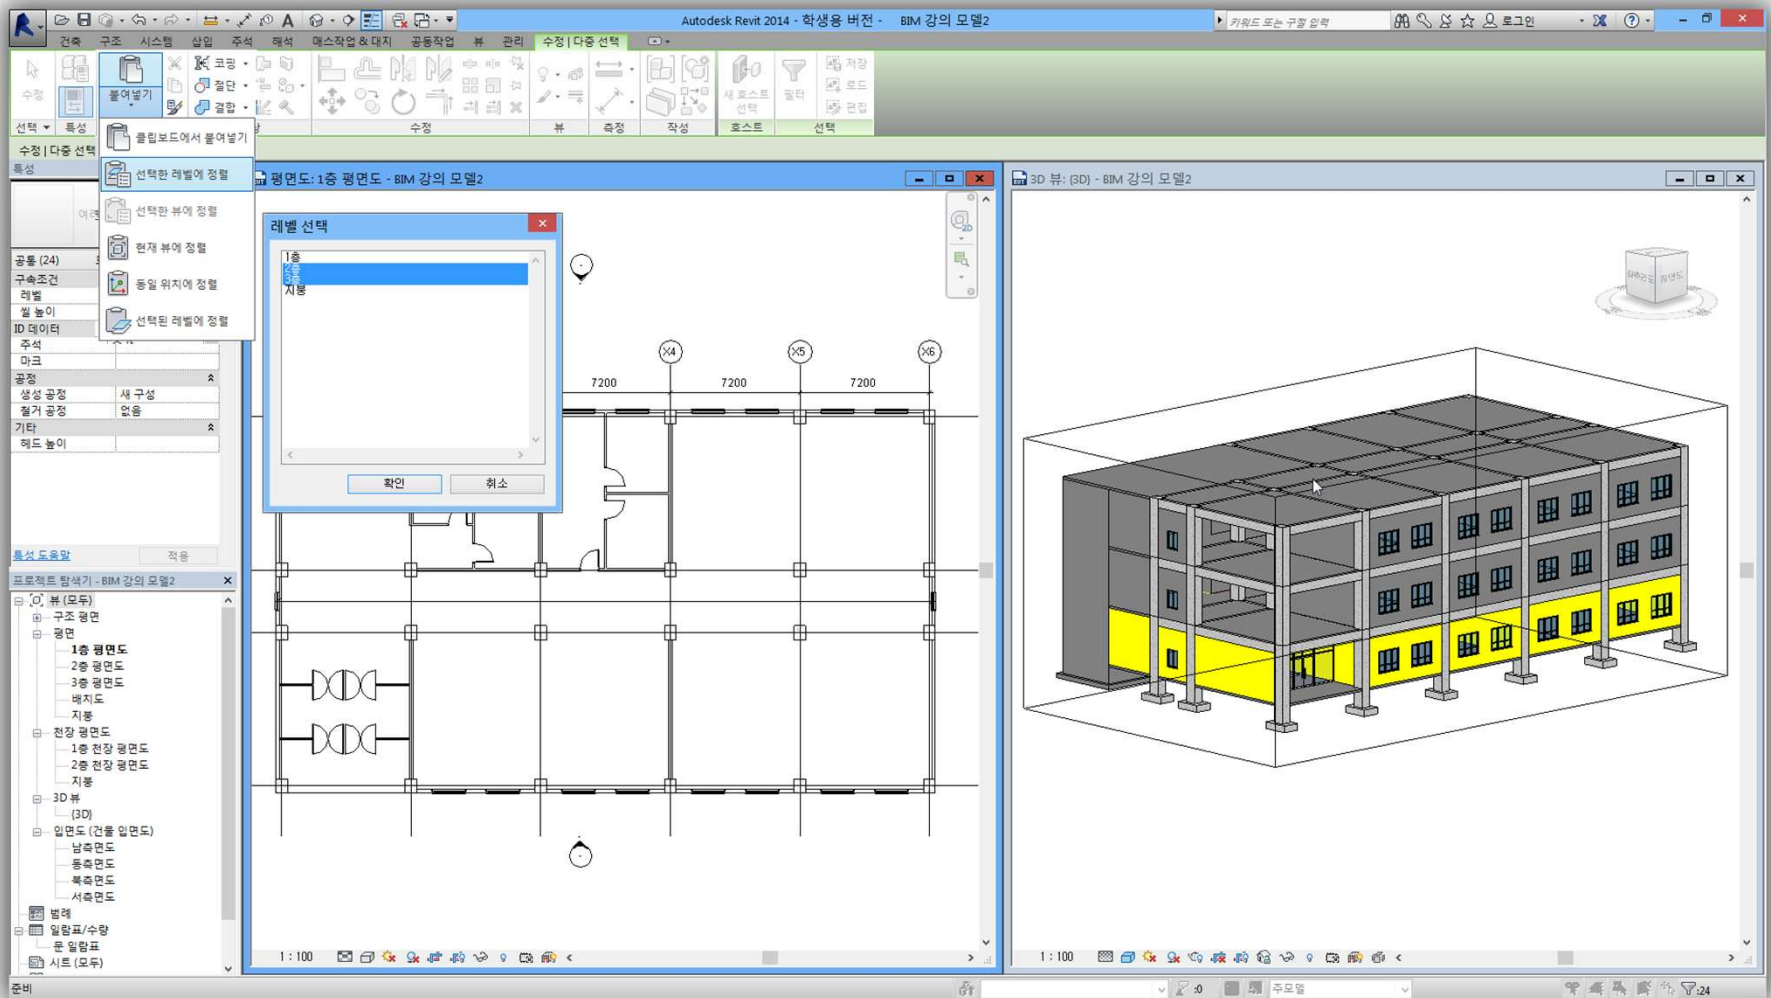 Autodesk Revit 2014 - 학생용 버전 - BIM 강의 모델2
키워드 또는 구절 입력
로그인
건축 구조 시스템 삽입 주석 해석 매스작업 & 대지 공동작업 뷰 관리 수정 | 다중 선택
수정
붙여넣기
코핑
절단
결합
새 호스트
선택
필터
저장
로드
편집
선택 특성 수정 뷰 측정 작성 호스트 선택
수정 | 다중 선택
클립보드에서 붙여넣기
선택한 레벨에 정렬
선택한 뷰에 정렬
현재 뷰에 정렬
동일 위치에 정렬
선택된 레벨에 정렬
특성
공통 (24)
구속조건
레벨
씰 높이
ID 데이터
주석
마크
공정
생성 공정 새 구성
철거 공정 없음
기타
헤드 높이
특성 도움말 적용
프로젝트 탐색기 - BIM 강의 모델2
뷰 (모두)
구조 평면
평면
1층 평면도
2층 평면도
3층 평면도
배치도
지붕
천장 평면도
1층 천장 평면도
2층 천장 평면도
지붕
3D 뷰
{3D}
입면도 (건물 입면도)
남측면도
동측면도
북측면도
서측면도
범례
일람표/수량
문 일람표
시트 (모두)
평면도: 1층 평면도 - BIM 강의 모델2
레벨 선택
1층
2층
3층
지붕
확인 취소
X4 X5 X6
7200 7200 7200
2D
1 : 100
3D 뷰: {3D} - BIM 강의 모델2
1 : 100
준비
:0
주모델
:24